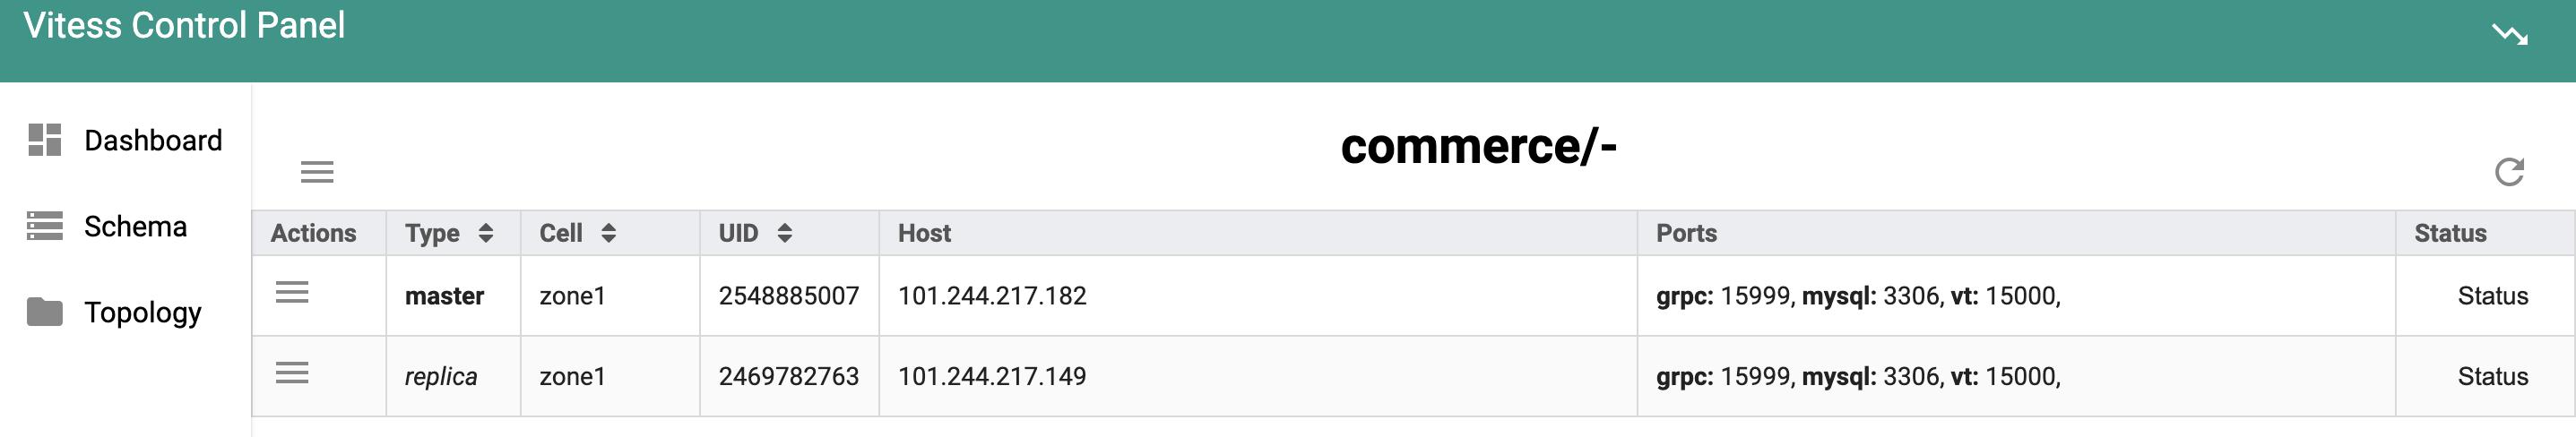 Vitess Control Panel
Dashboard
Schema
Topology
commerce/-
Actions Type Cell UID Host Ports Status
master zone1 2548885007 101.244.217.182 grpc: 15999, mysql: 3306, vt: 15000, Status
replica zone1 2469782763 101.244.217.149 grpc: 15999, mysql: 3306, vt: 15000, Status